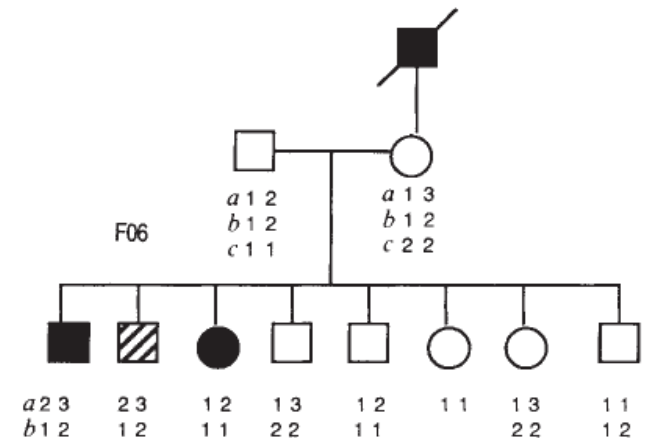 a 1 2
b 1 2
c 1 1
a 1 3
b 1 2
c 2 2
F06
a 2 3 2 3 1 2 1 3 1 2 1 1 1 3 1 1
b 1 2 1 2 1 1 2 2 1 1 2 2 1 2